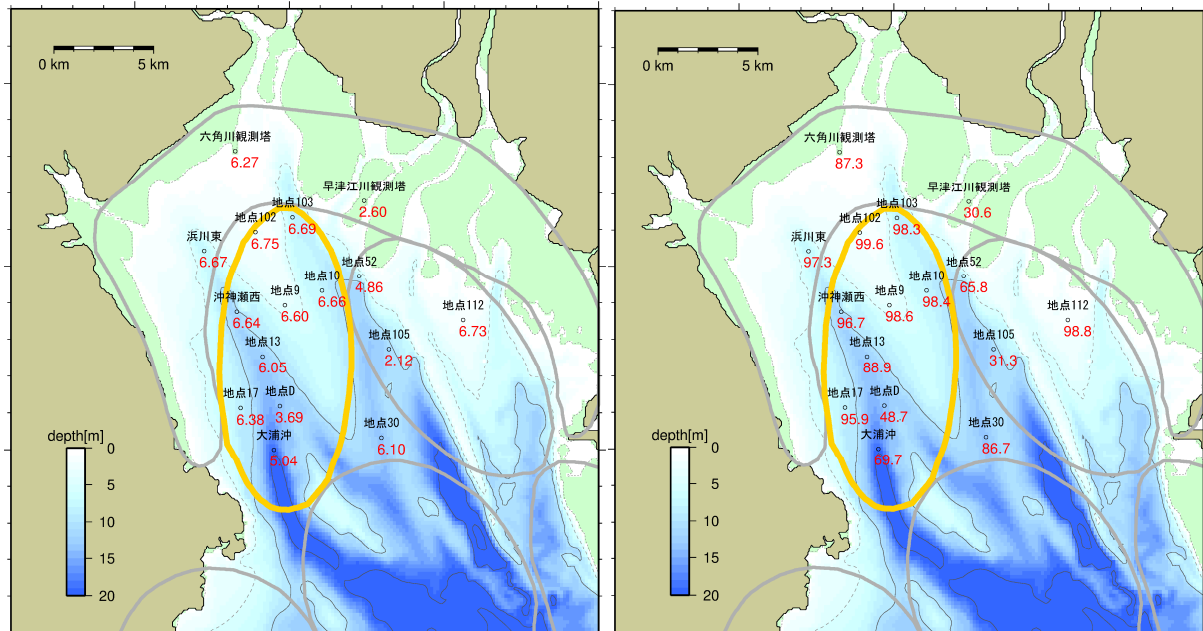 0 km 5 km
六角川観測塔
6.27
早津江川観測塔
2.60
地点103
6.69
地点102
6.75
浜川東
6.67
地点52
4.86
地点10
6.66
地点9
6.60
沖神瀬西
6.64
地点112
6.73
地点105
2.12
地点13
6.05
地点17
6.38
地点D
3.69
地点30
6.10
大浦沖
5.04
depth[m]
0
5
10
15
20
0 km 5 km
六角川観測塔
87.3
早津江川観測塔
30.6
地点103
98.3
地点102
99.6
浜川東
97.3
地点52
65.8
地点10
98.4
地点9
98.6
沖神瀬西
96.7
地点112
98.8
地点105
31.3
地点13
88.9
地点17
95.9
地点D
48.7
地点30
86.7
大浦沖
59.7
depth[m]
0
5
10
15
20